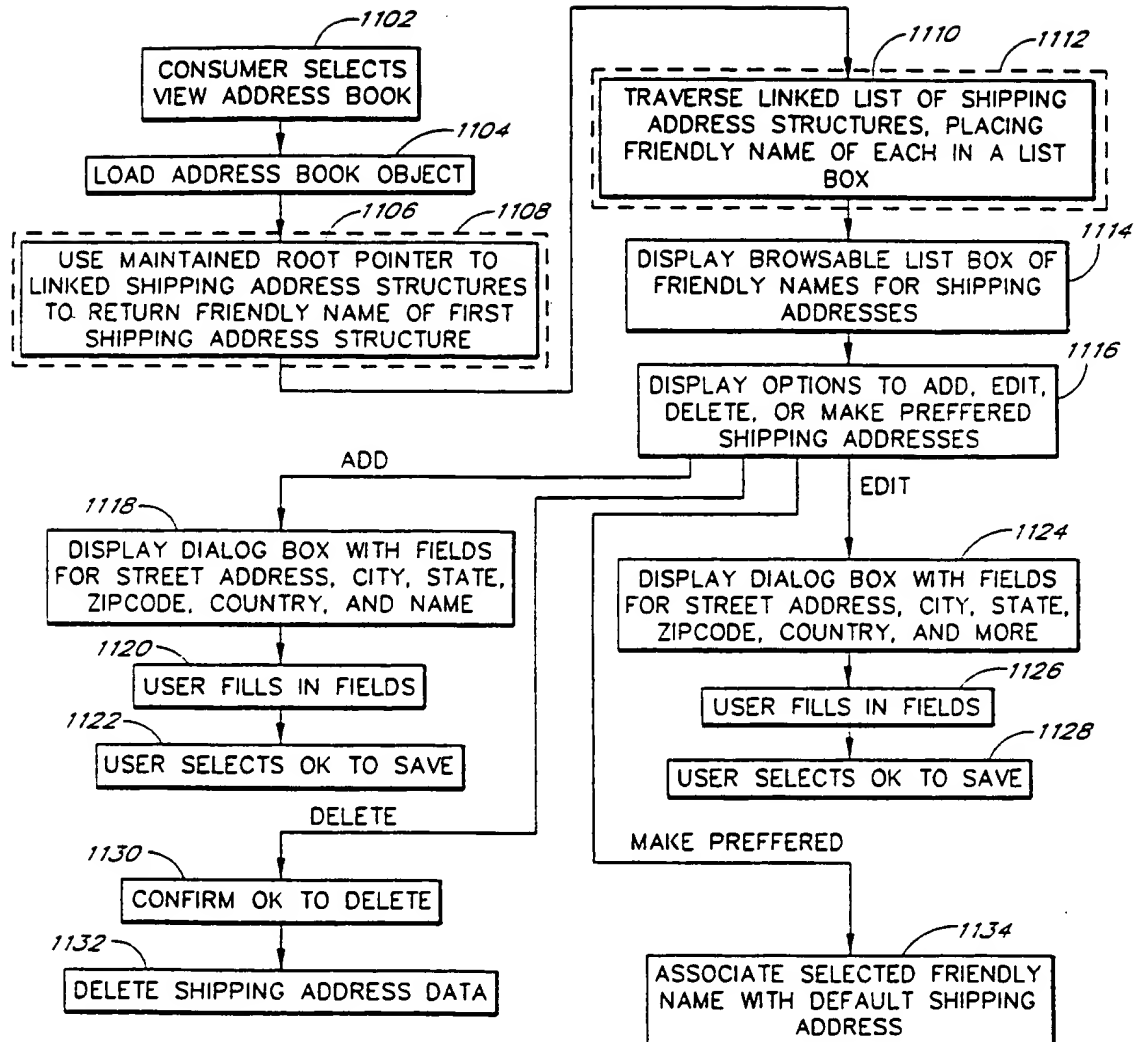 1102
CONSUMER SELECTS
VIEW ADDRESS BOOK
1104
LOAD ADDRESS BOOK OBJECT
1106
1108
USE MAINTAINED ROOT POINTER TO
LINKED SHIPPING ADDRESS STRUCTURES
TO RETURN FRIENDLY NAME OF FIRST
SHIPPING ADDRESS STRUCTURE
1110
1112
TRAVERSE LINKED LIST OF SHIPPING
ADDRESS STRUCTURES, PLACING
FRIENDLY NAME OF EACH IN A LIST
BOX
1114
DISPLAY BROWSABLE LIST BOX OF
FRIENDLY NAMES FOR SHIPPING
ADDRESSES
1116
DISPLAY OPTIONS TO ADD, EDIT,
DELETE, OR MAKE PREFFERED
SHIPPING ADDRESSES
ADD
1118
DISPLAY DIALOG BOX WITH FIELDS
FOR STREET ADDRESS, CITY, STATE,
ZIPCODE, COUNTRY, AND NAME
1120
USER FILLS IN FIELDS
1122
USER SELECTS OK TO SAVE
EDIT
1124
DISPLAY DIALOG BOX WITH FIELDS
FOR STREET ADDRESS, CITY, STATE,
ZIPCODE, COUNTRY, AND MORE
1126
USER FILLS IN FIELDS
1128
USER SELECTS OK TO SAVE
DELETE
1130
CONFIRM OK TO DELETE
1132
DELETE SHIPPING ADDRESS DATA
MAKE PREFFERED
1134
ASSOCIATE SELECTED FRIENDLY
NAME WITH DEFAULT SHIPPING
ADDRESS